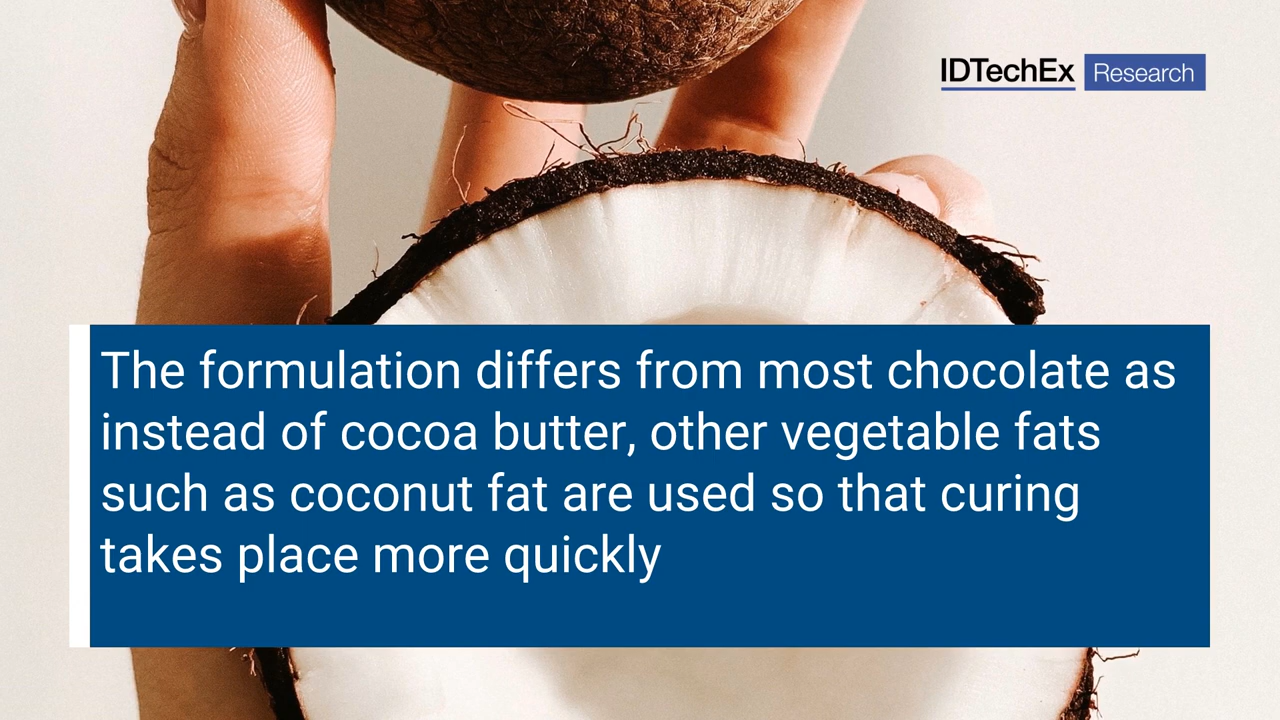 IDTechEx Research
The formulation differs from most chocolate as
instead of cocoa butter, other vegetable fats
such as coconut fat are used so that curing
takes place more quickly